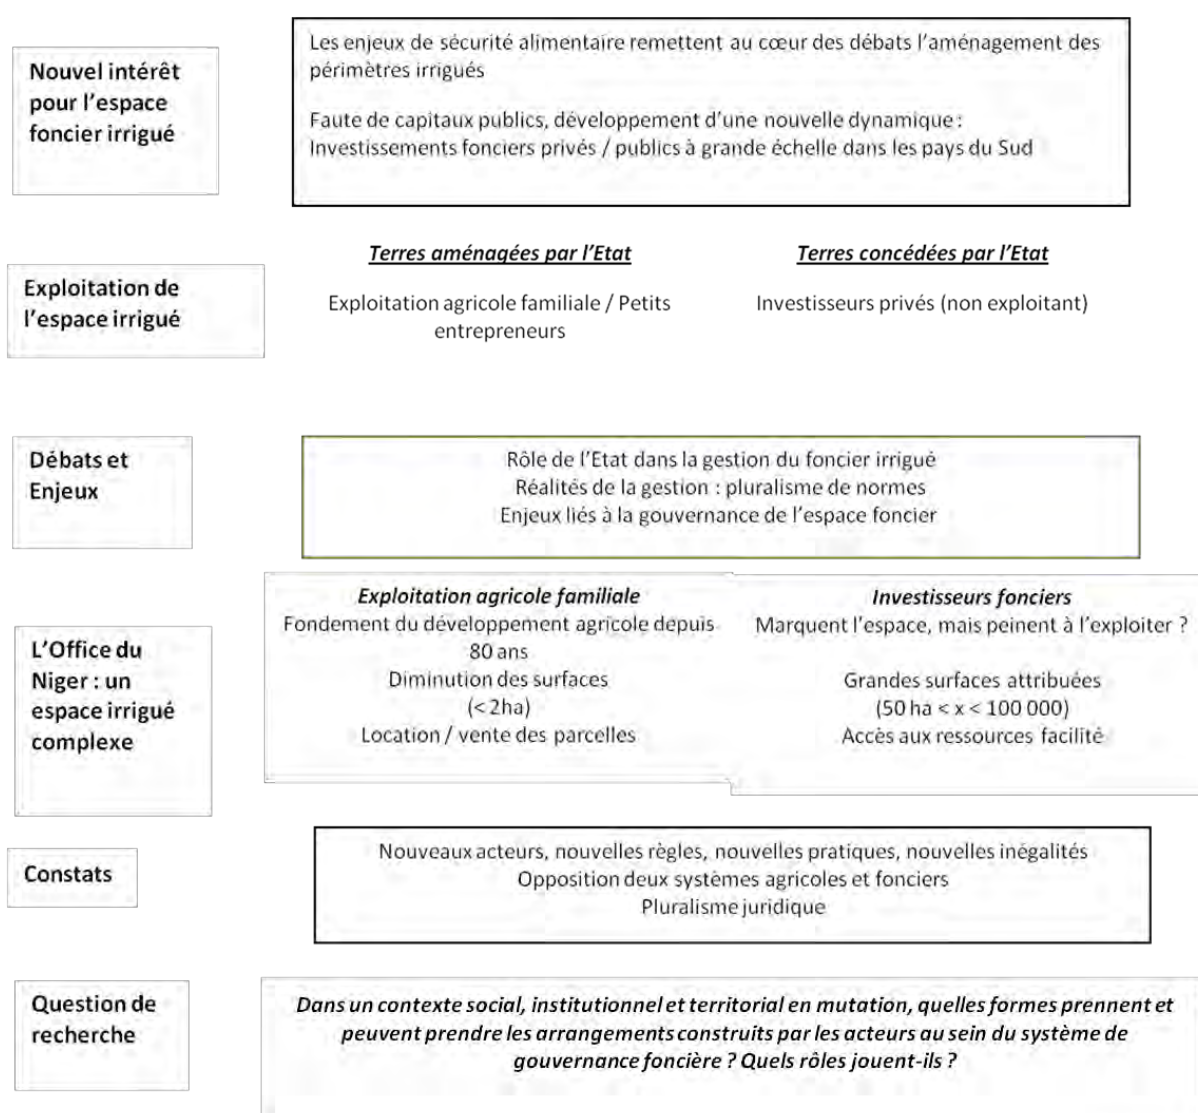 Nouvel intérêt
pour l'espace
foncier irrigué
Les enjeux de sécurité alimentaire remettent au cœur des débats l'aménagement des
périmètres irrigués
Faute de capitaux publics, développement d'une nouvelle dynamique :
Investissements fonciers privés / publics à grande échelle dans les pays du Sud
Exploitation de
l'espace irrigué
Terres aménagées par l'Etat
Exploitation agricole familiale / Petits
entrepreneurs
Terres concédées par l'Etat
Investisseurs privés (non exploitant)
Débats et
Enjeux
Rôle de l'Etat dans la gestion du foncier irrigué
Réalités de la gestion : pluralisme de normes
Enjeux liés à la gouvernance de l'espace foncier
L'Office du
Niger : un
espace irrigué
complexe
Exploitation agricole familiale
Fondement du développement agricole depuis
80 ans
Diminution des surfaces
(< 2ha)
Location / vente des parcelles
Investisseurs fonciers
Marquent l'espace, mais peinent à l'exploiter ?
Grandes surfaces attribuées
(50 ha < x < 100 000)
Accès aux ressources facilité
Constats
Nouveaux acteurs, nouvelles règles, nouvelles pratiques, nouvelles inégalités
Opposition deux systèmes agricoles et fonciers
Pluralisme juridique
Question de
recherche
Dans un contexte social, institutionnel et territorial en mutation, quelles formes prennent et
peuvent prendre les arrangements construits par les acteurs au sein du système de
gouvernance foncière ? Quels rôles jouent-ils ?